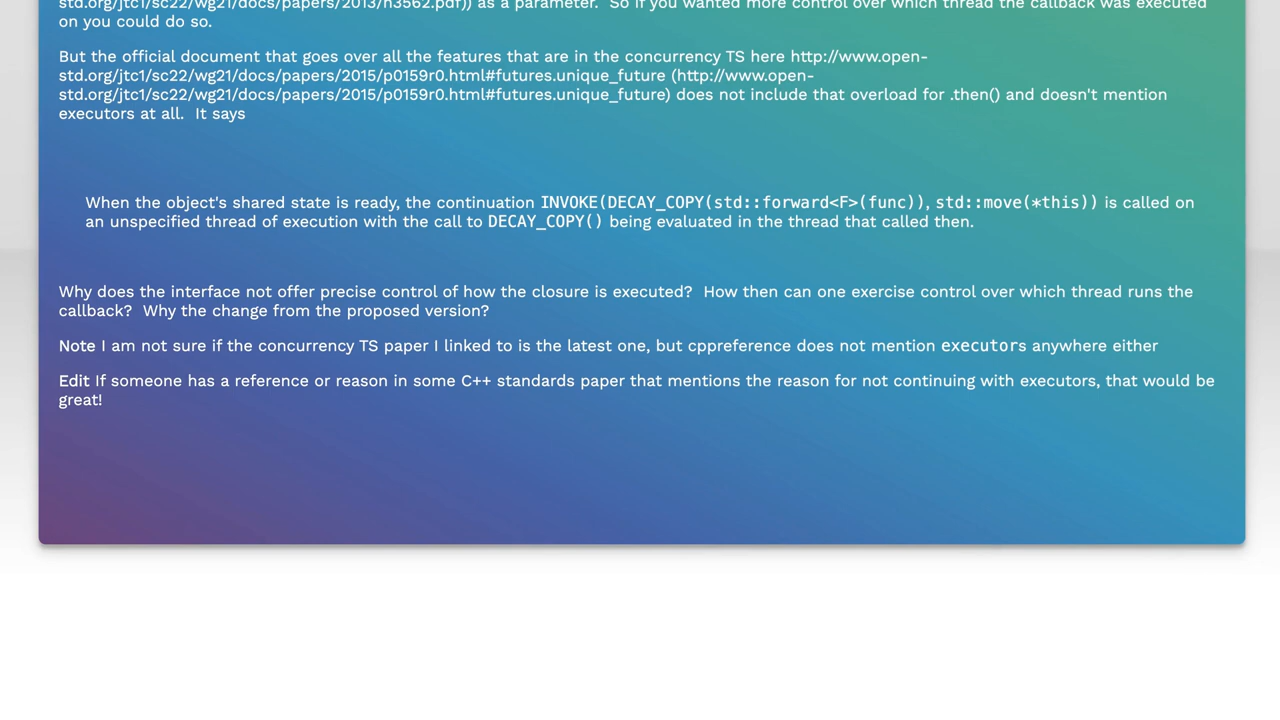 std.org/jtc1/sc22/wg21/docs/papers/2013/n3562.pdf)) as a parameter.  So if you wanted more control over which thread the callback was executed
on you could do so.
But the official document that goes over all the features that are in the concurrency TS here http://www.open-
std.org/jtc1/sc22/wg21/docs/papers/2015/p0159r0.html#futures.unique_future (http://www.open-
std.org/jtc1/sc22/wg21/docs/papers/2015/p0159r0.html#futures.unique_future) does not include that overload for .then() and doesn't mention
executors at all.  It says
When the object's shared state is ready, the continuation INVOKE(DECAY_COPY(std::forward<F>(func)), std::move(*this)) is called on
an unspecified thread of execution with the call to DECAY_COPY() being evaluated in the thread that called then.
Why does the interface not offer precise control of how the closure is executed?  How then can one exercise control over which thread runs the
callback?  Why the change from the proposed version?
Note I am not sure if the concurrency TS paper I linked to is the latest one, but cppreference does not mention executors anywhere either
Edit If someone has a reference or reason in some C++ standards paper that mentions the reason for not continuing with executors, that would be
great!